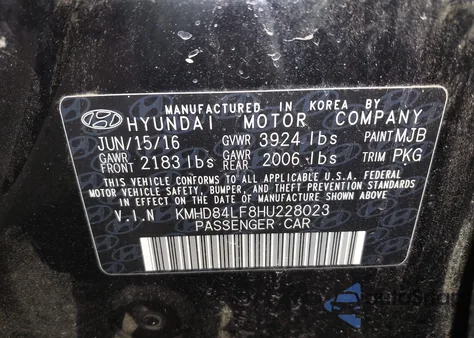 MANUFACTURED IN KOREA BY
HYUNDAI MOTOR COMPANY
JUN/15/16 GVWR 3924 lbs PAINT MJB
GAWR FRONT 2183 lbs GAWR REAR 2006 lbs TRIM PKG
THIS VEHICLE CONFORMS TO ALL APPLICABLE U.S.A. FEDERAL
MOTOR VEHICLE SAFETY, BUMPER, AND THEFT PREVENTION STANDARDS
IN EFFECT ON THE DATE OF MANUFACTURE SHOWN ABOVE.
V.I.N KMHD84LF8HU228023
PASSENGER CAR